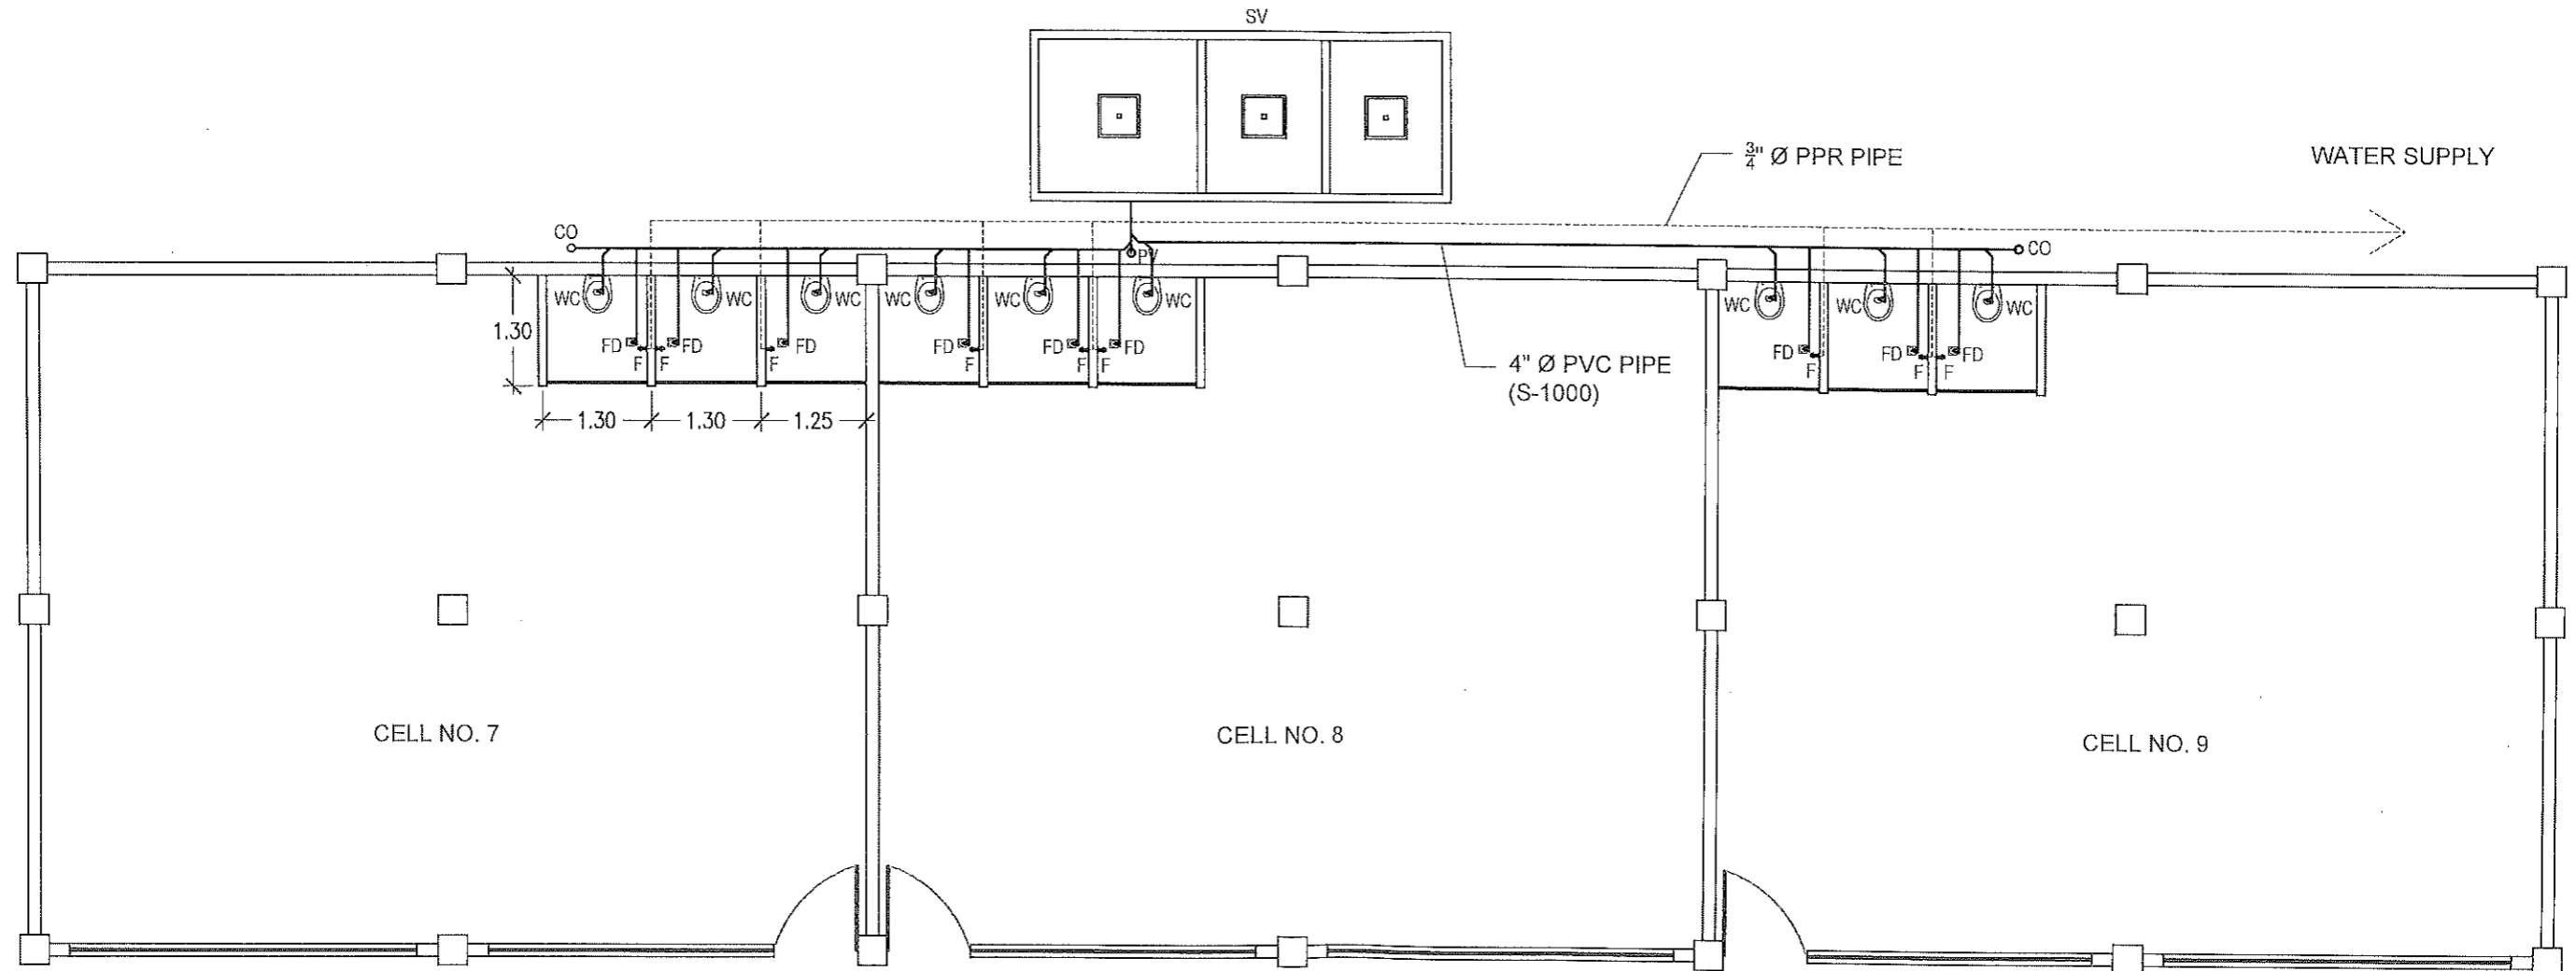 SV
3/4" Ø PPR PIPE
WATER SUPPLY
CO
PV
CO
WC
WC
WC
WC
WC
WC
WC
WC
WC
1.30
FD
FD
FD
FD
FD
FD
FD
FD
FD
F
F
F
F
F
F
F
F
F
4" Ø PVC PIPE
(S-1000)
1.30
1.30
1.25
CELL NO. 7
CELL NO. 8
CELL NO. 9